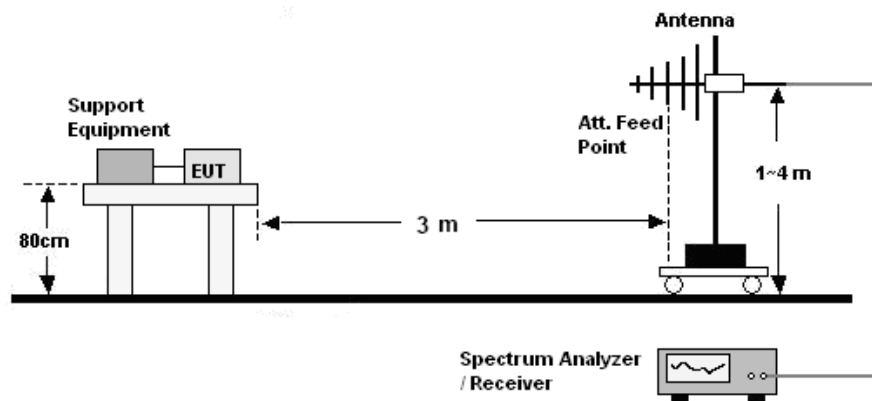 Antenna
Support
Equipment
EUT
Att. Feed
Point
1~4 m
3 m
80cm
Spectrum Analyzer
/ Receiver